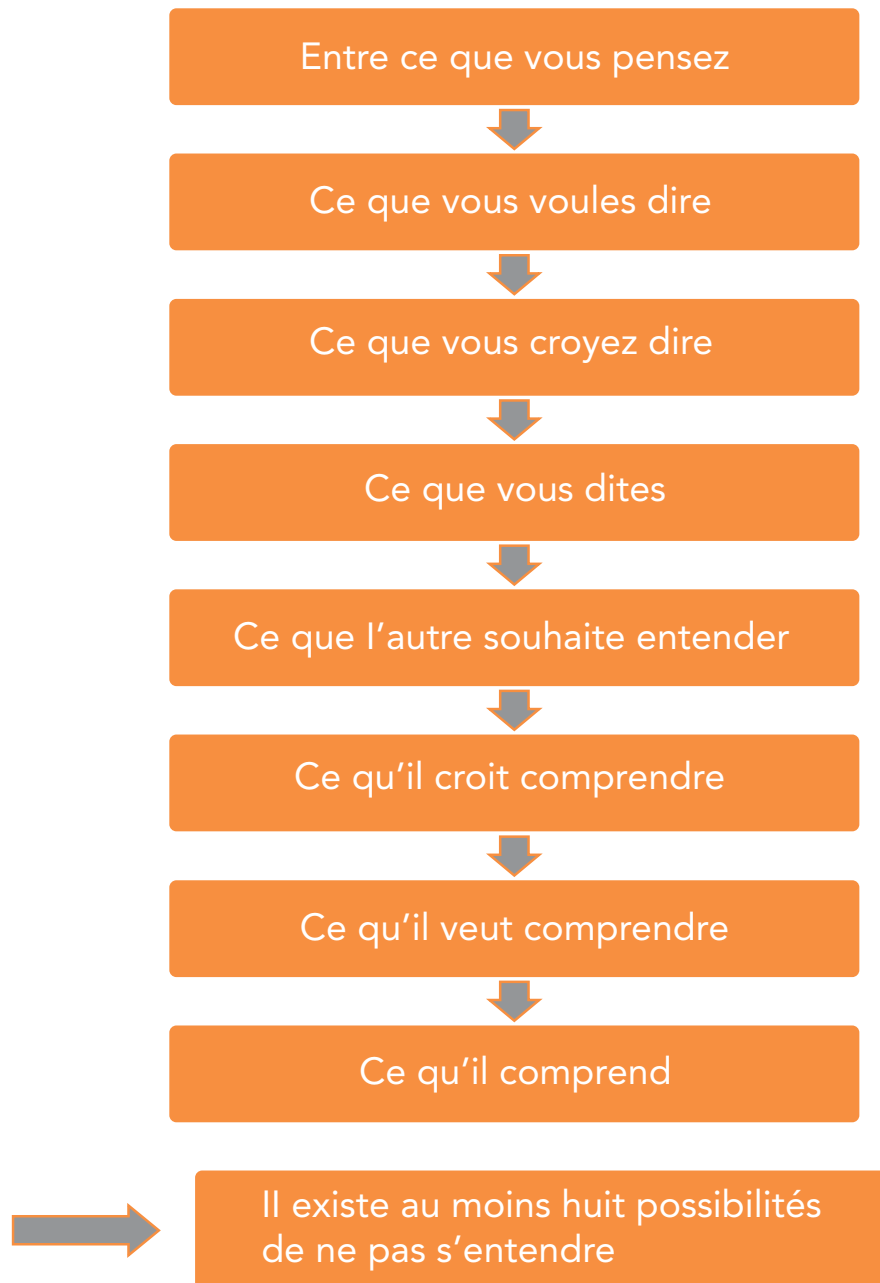 Entre ce que vous pensez
Ce que vous voules dire
Ce que vous croyez dire
Ce que vous dites
Ce que l’autre souhaite entender
Ce qu’il croit comprendre
Ce qu’il veut comprendre
Ce qu’il comprend
Il existe au moins huit possibilités
de ne pas s’entendre